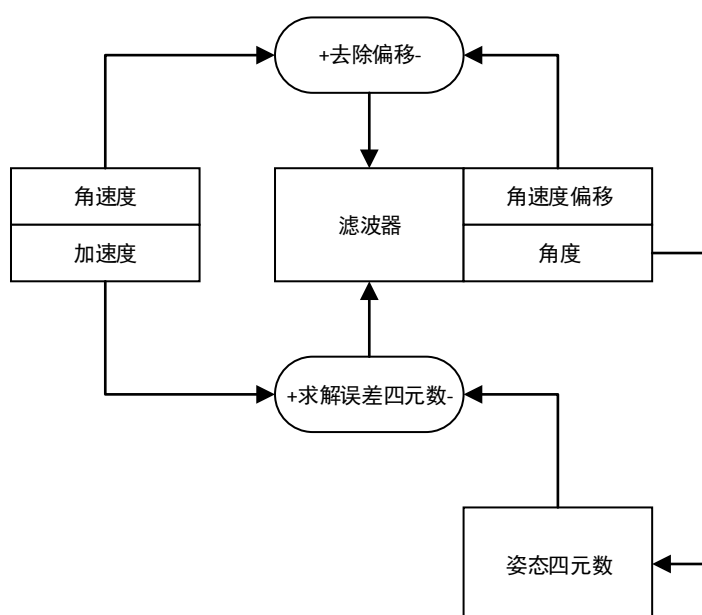 +去除偏移-
角速度
加速度
滤波器
角速度偏移
角度
+求解误差四元数-
姿态四元数